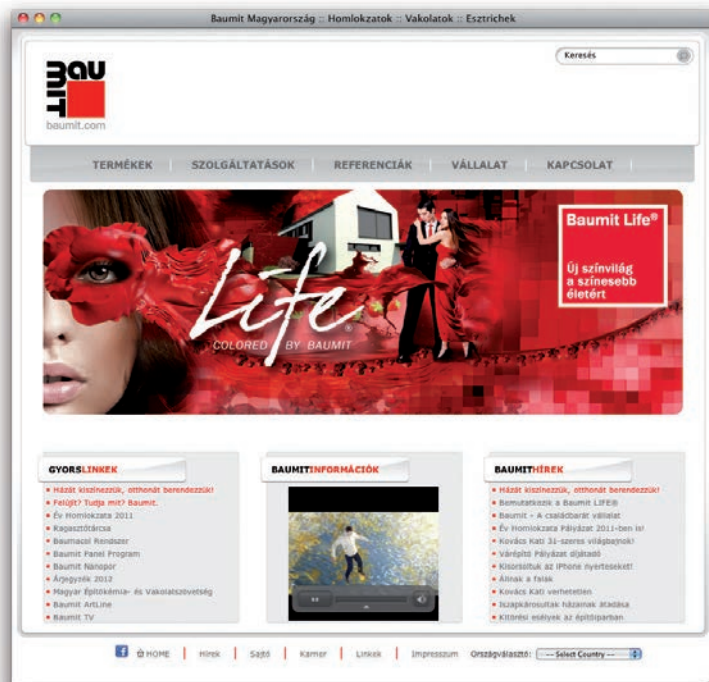 Baumit Magyarország :: Homlokzatok :: Vakolatok :: Esztrichek
Keresés
bau
mit
baumit.com
TERMÉKEK
SZOLGÁLTATÁSOK
REFERENCIÁK
VÁLLALAT
KAPCSOLAT
Life®
COLORED BY BAUMIT
Baumit Life®
Új színvilág
a színesebb
életért
GYORSLINKEK
Házát kiszínezzük, otthonát berendezzük!
Felújít? Tudja mit? Baumit.
Év Homlokzata 2011
Ragasztótárcsa
Baumacol Rendszer
Baumit Panel Program
Baumit Nanopor
Árjegyzék 2012
Magyar Építőkémia- és Vakolatszövetség
Baumit ArtLine
Baumit TV
BAUMITINFORMÁCIÓK
BAUMITHÍREK
Házát kiszínezzük, otthonát berendezzük!
Bemutatkozik a Baumit LIFE®
Baumit - A családbarát vállalat
Év Homlokzata Pályázat 2011-ben is!
Kovács Kati 31-szeres világbajnok!
Várépítő Pályázat díjátadó
Kisorsoltuk az iPhone nyerteseket!
Állnak a falak
Kovács Kati verhetetlen
Iszapkárosultak házainak átadása
Kitörési esélyek az építőiparban
f HOME | Hírek | Sajtó | Karrier | Linkek | Impresszum Országválasztó: --- Select Country ---